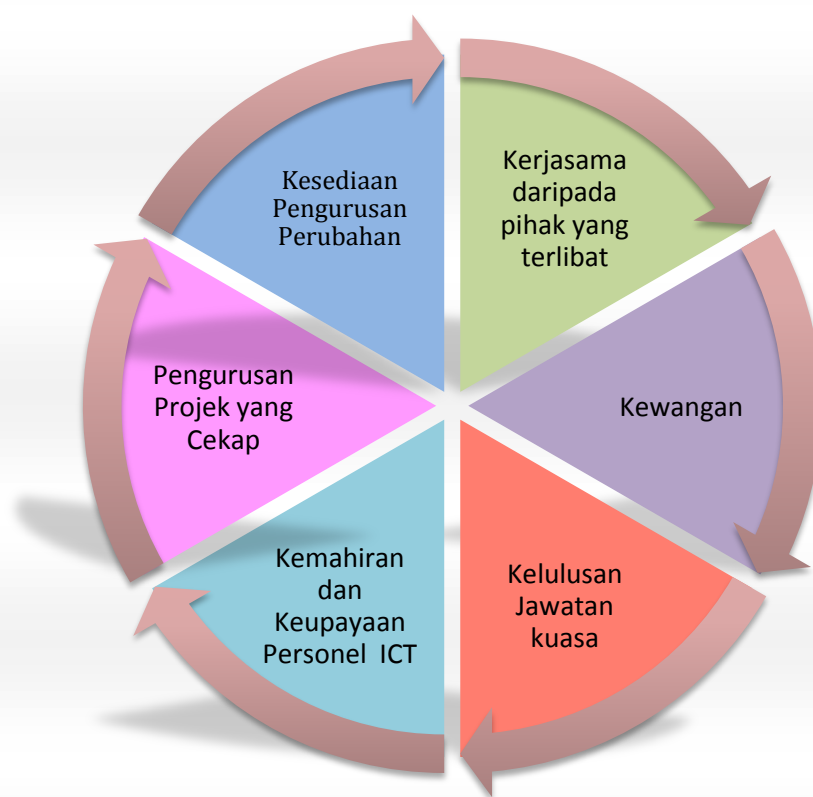 Kesediaan
Pengurusan
Perubahan
Kerjasama
daripada
pihak yang
terlibat
Pengurusan
Projek yang
Cekap
Kewangan
Kemahiran
dan
Keupayaan
Personel ICT
Kelulusan
Jawatan
kuasa